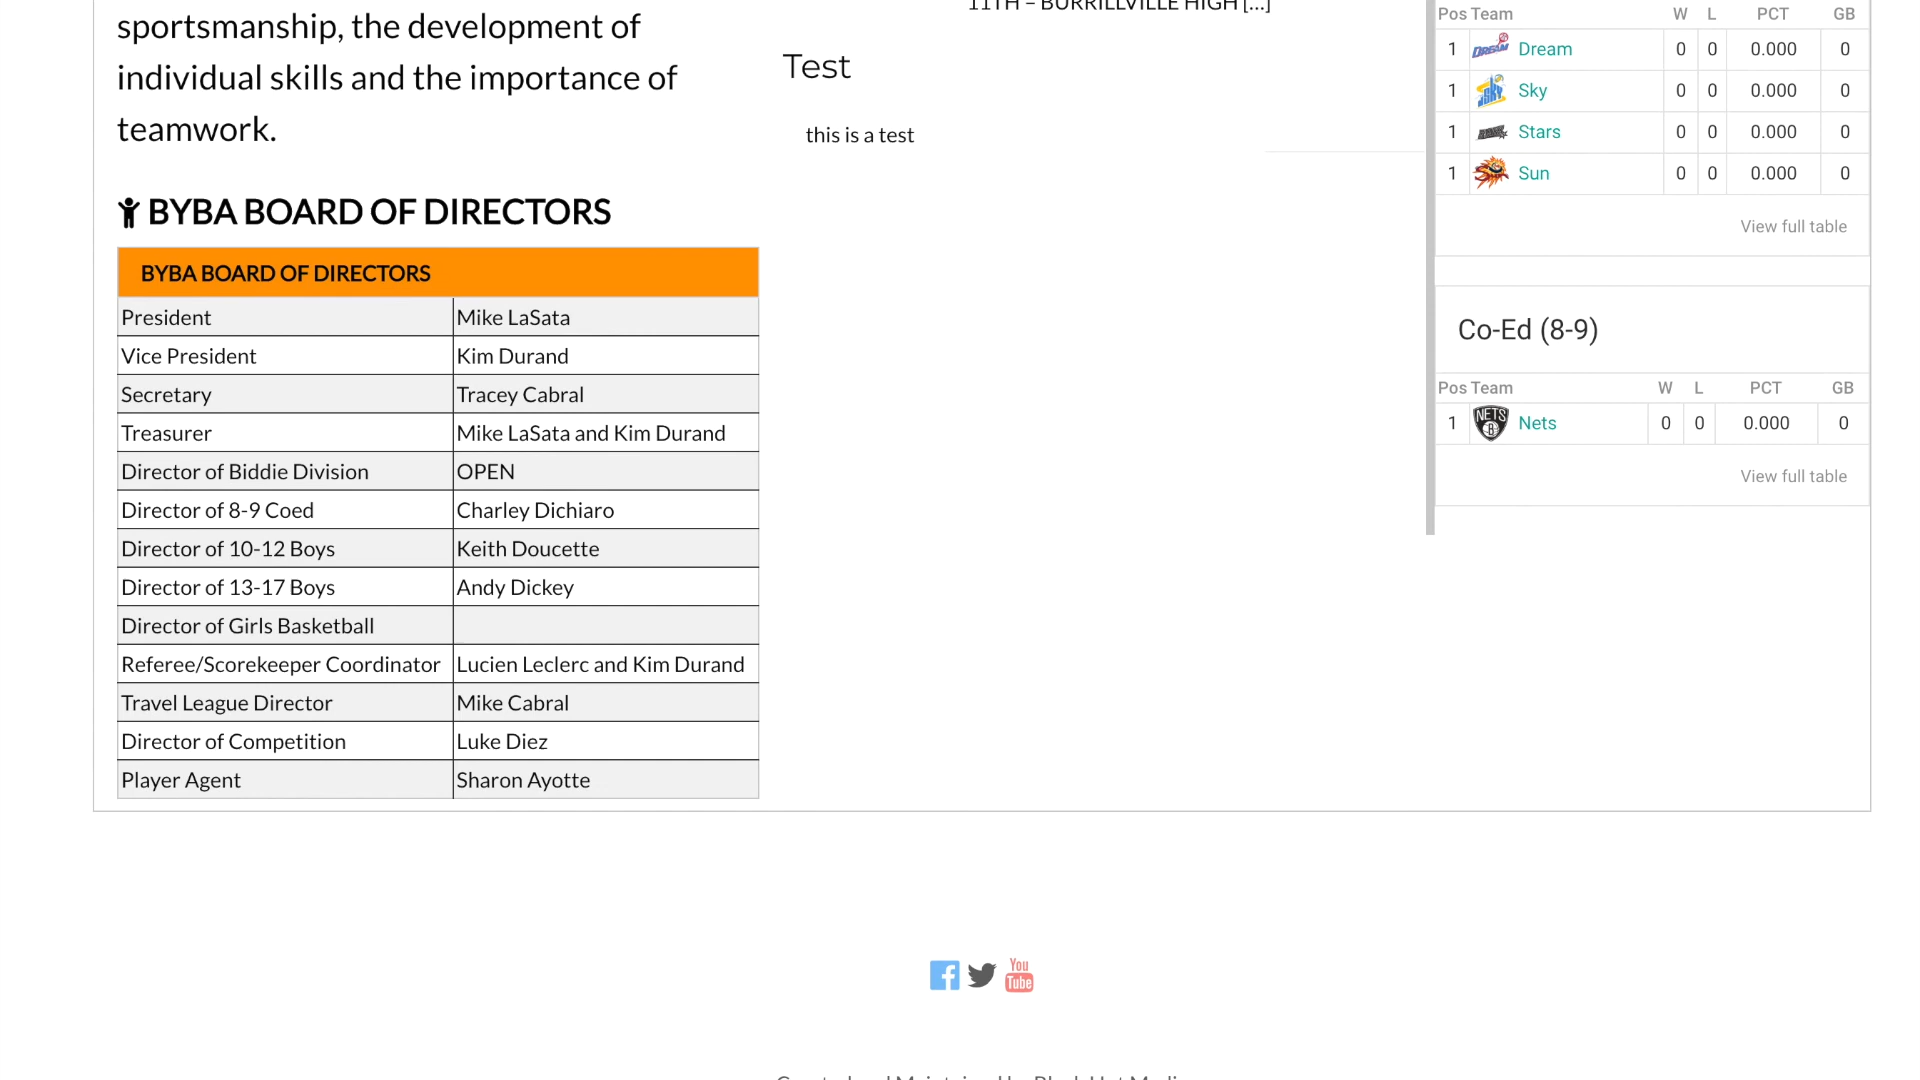 sportsmanship, the development of
individual skills and the importance of
teamwork.
BYBA BOARD OF DIRECTORS
BYBA BOARD OF DIRECTORS
President Mike LaSata
Vice President Kim Durand
Secretary Tracey Cabral
Treasurer Mike LaSata and Kim Durand
Director of Biddie Division OPEN
Director of 8-9 Coed Charley Dichiaro
Director of 10-12 Boys Keith Doucette
Director of 13-17 Boys Andy Dickey
Director of Girls Basketball
Referee/Scorekeeper Coordinator Lucien Leclerc and Kim Durand
Travel League Director Mike Cabral
Director of Competition Luke Diez
Player Agent Sharon Ayotte
11TH – BURRILLVILLE HIGH [...]
Test
this is a test
Pos Team W L PCT GB
1 Dream 0 0 0.000 0
1 Sky 0 0 0.000 0
1 Stars 0 0 0.000 0
1 Sun 0 0 0.000 0
View full table
Co-Ed (8-9)
Pos Team W L PCT GB
1 NETS B Nets 0 0 0.000 0
View full table
You
Tube